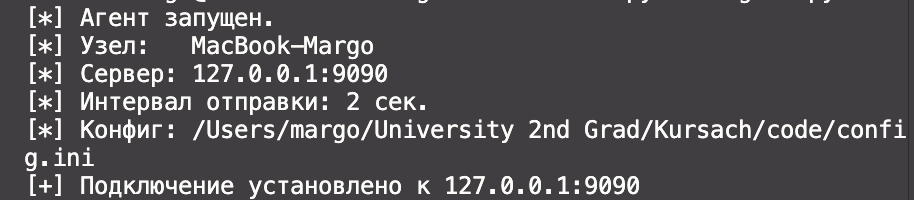 [*] Агент запущен.
[*] Узел:   MacBook-Margo
[*] Сервер: 127.0.0.1:9090
[*] Интервал отправки: 2 сек.
[*] Конфиг: /Users/margo/University 2nd Grad/Kursach/code/confi
g.ini
[+] Подключение установлено к 127.0.0.1:9090